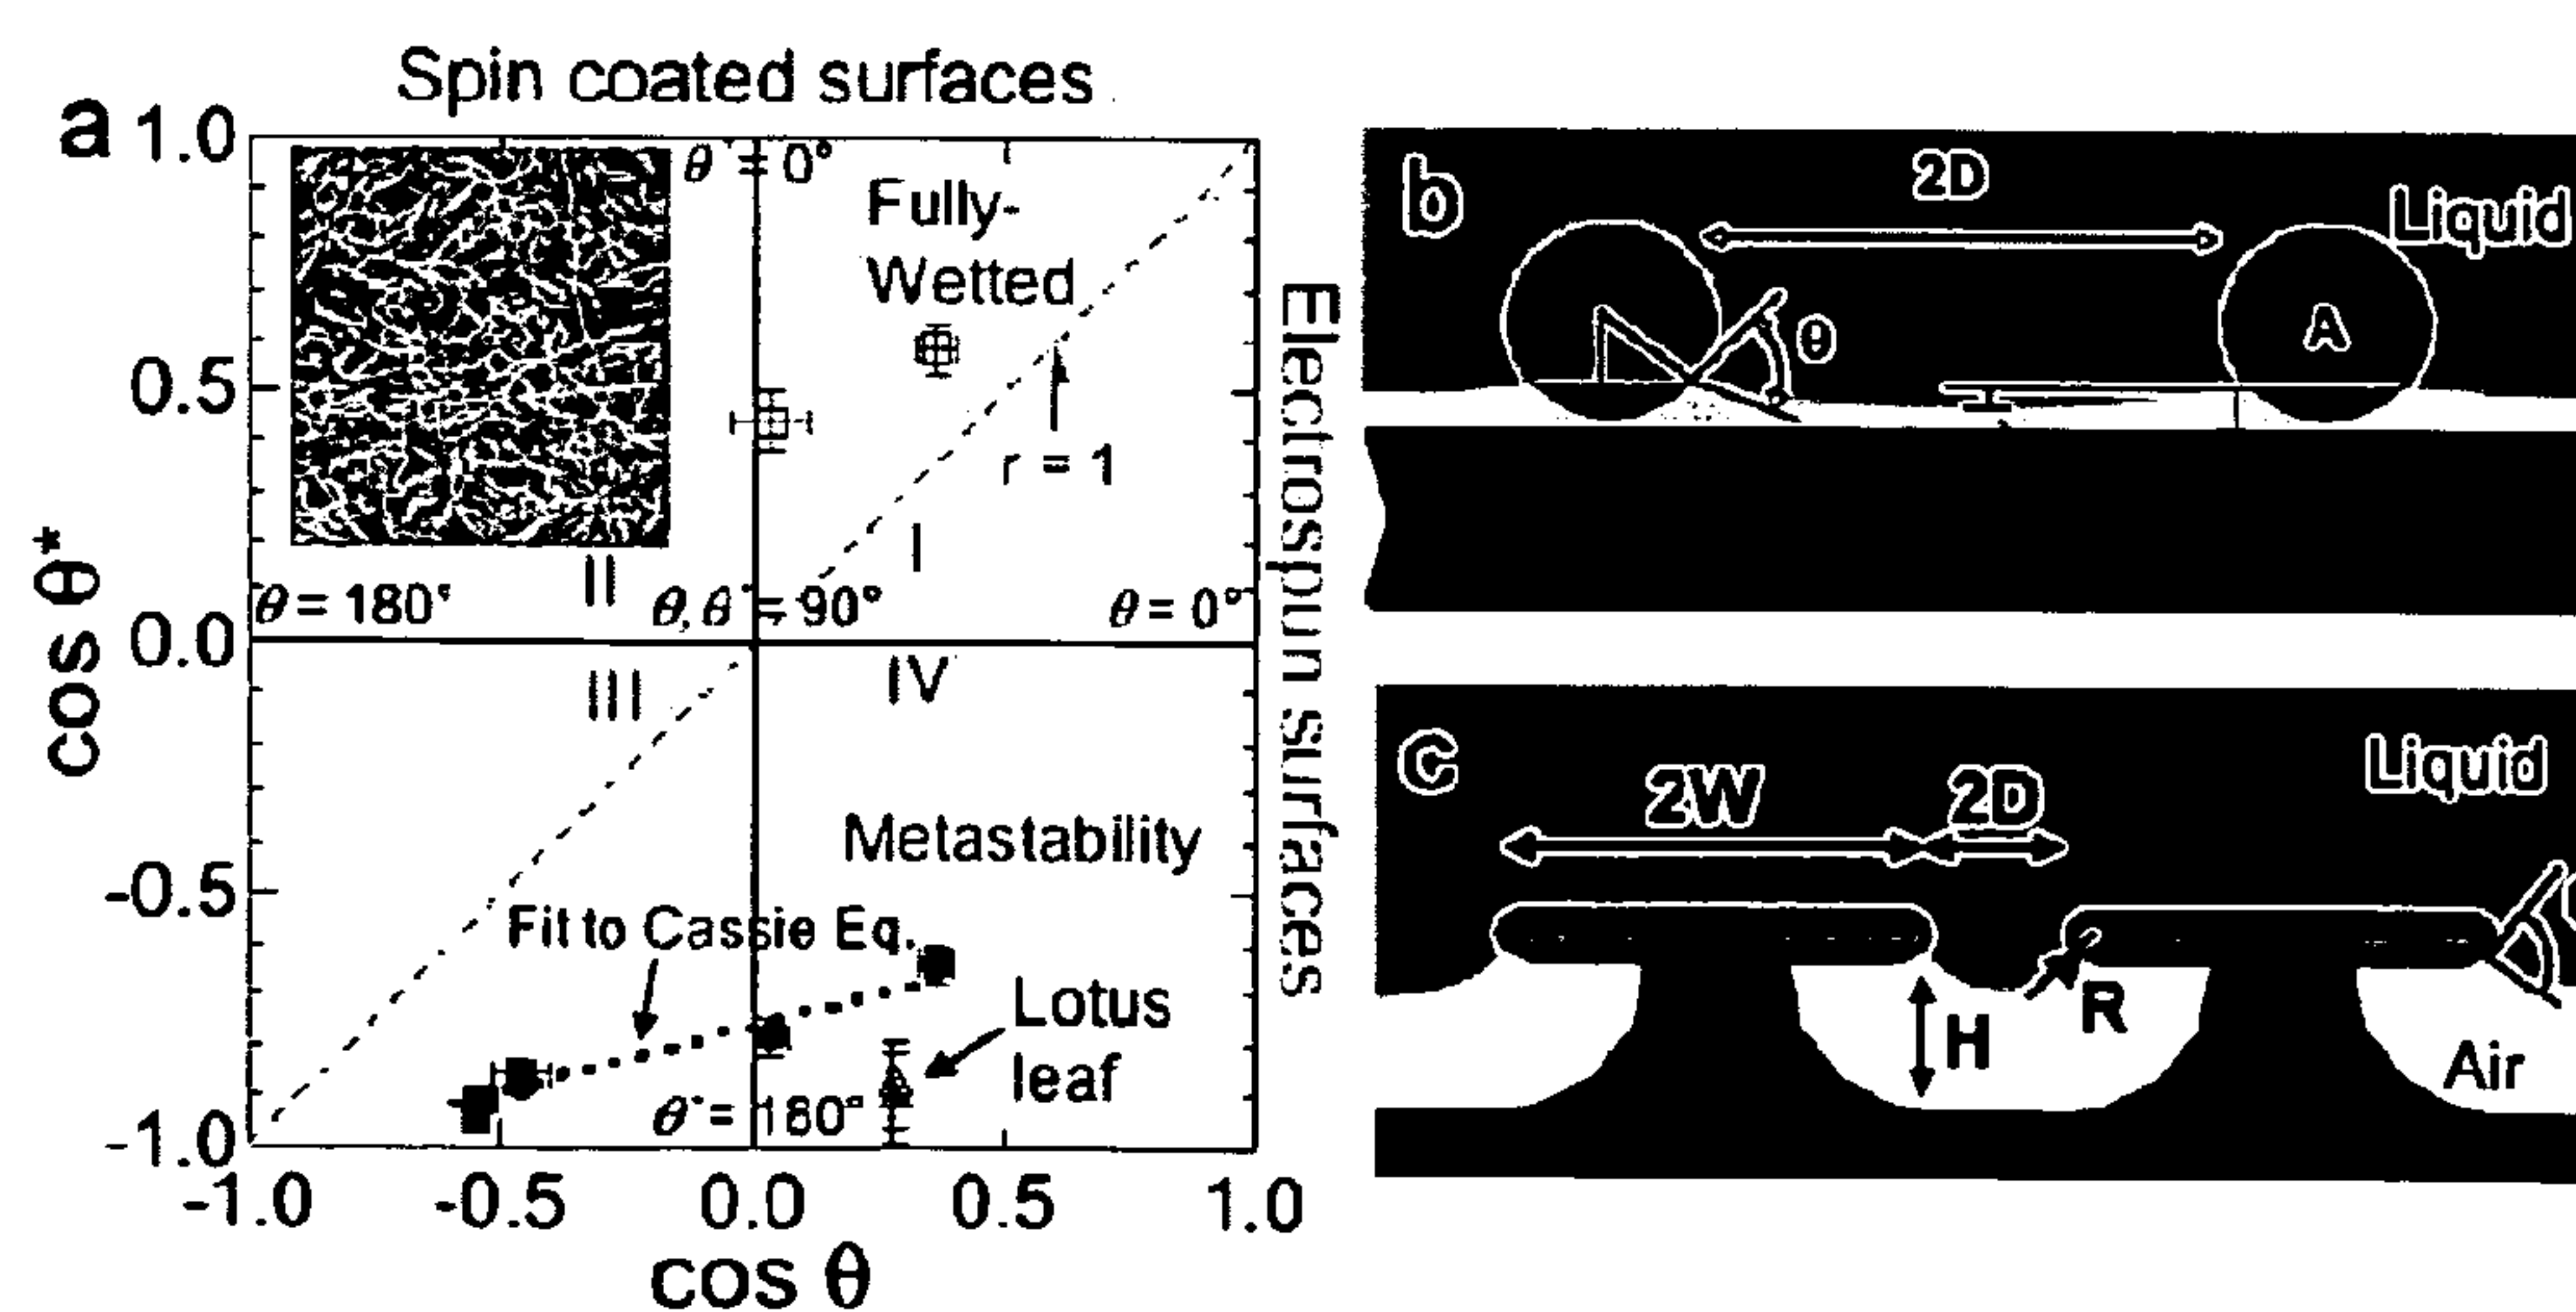 Spin coated surfaces
a
1.0
0.5
0.0
-0.5
-1.0
cos θ*
θ* = 0°
Fully-
Wetted
r = 1
I
II
θ = 180°
θ, θ* = 90°
θ = 0°
III
IV
Metastability
Fit to Cassie Eq.
Lotus
leaf
θ* = 180°
-1.0
-0.5
0.0
0.5
1.0
cos θ
Electrospun surfaces
b
2D
Liquid
θ
A
c
Liquid
2W
2D
R
H
Air